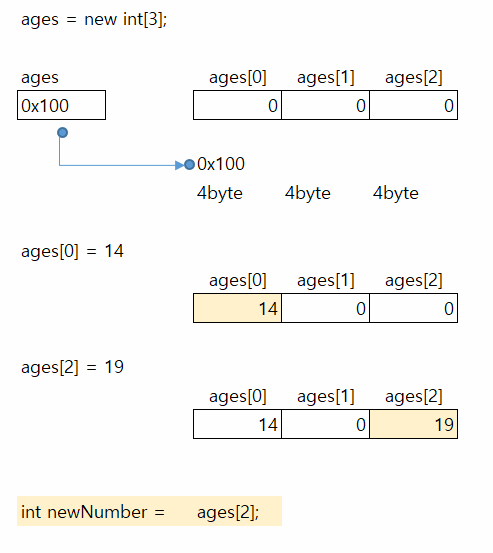 ages = new int[3];
ages ages[0] ages[1] ages[2]
0x100 0 0 0
0x100
4byte 4byte 4byte
ages[0] = 14
ages[0] ages[1] ages[2]
14 0 0
ages[2] = 19
ages[0] ages[1] ages[2]
14 0 19
int newNumber = ages[2];